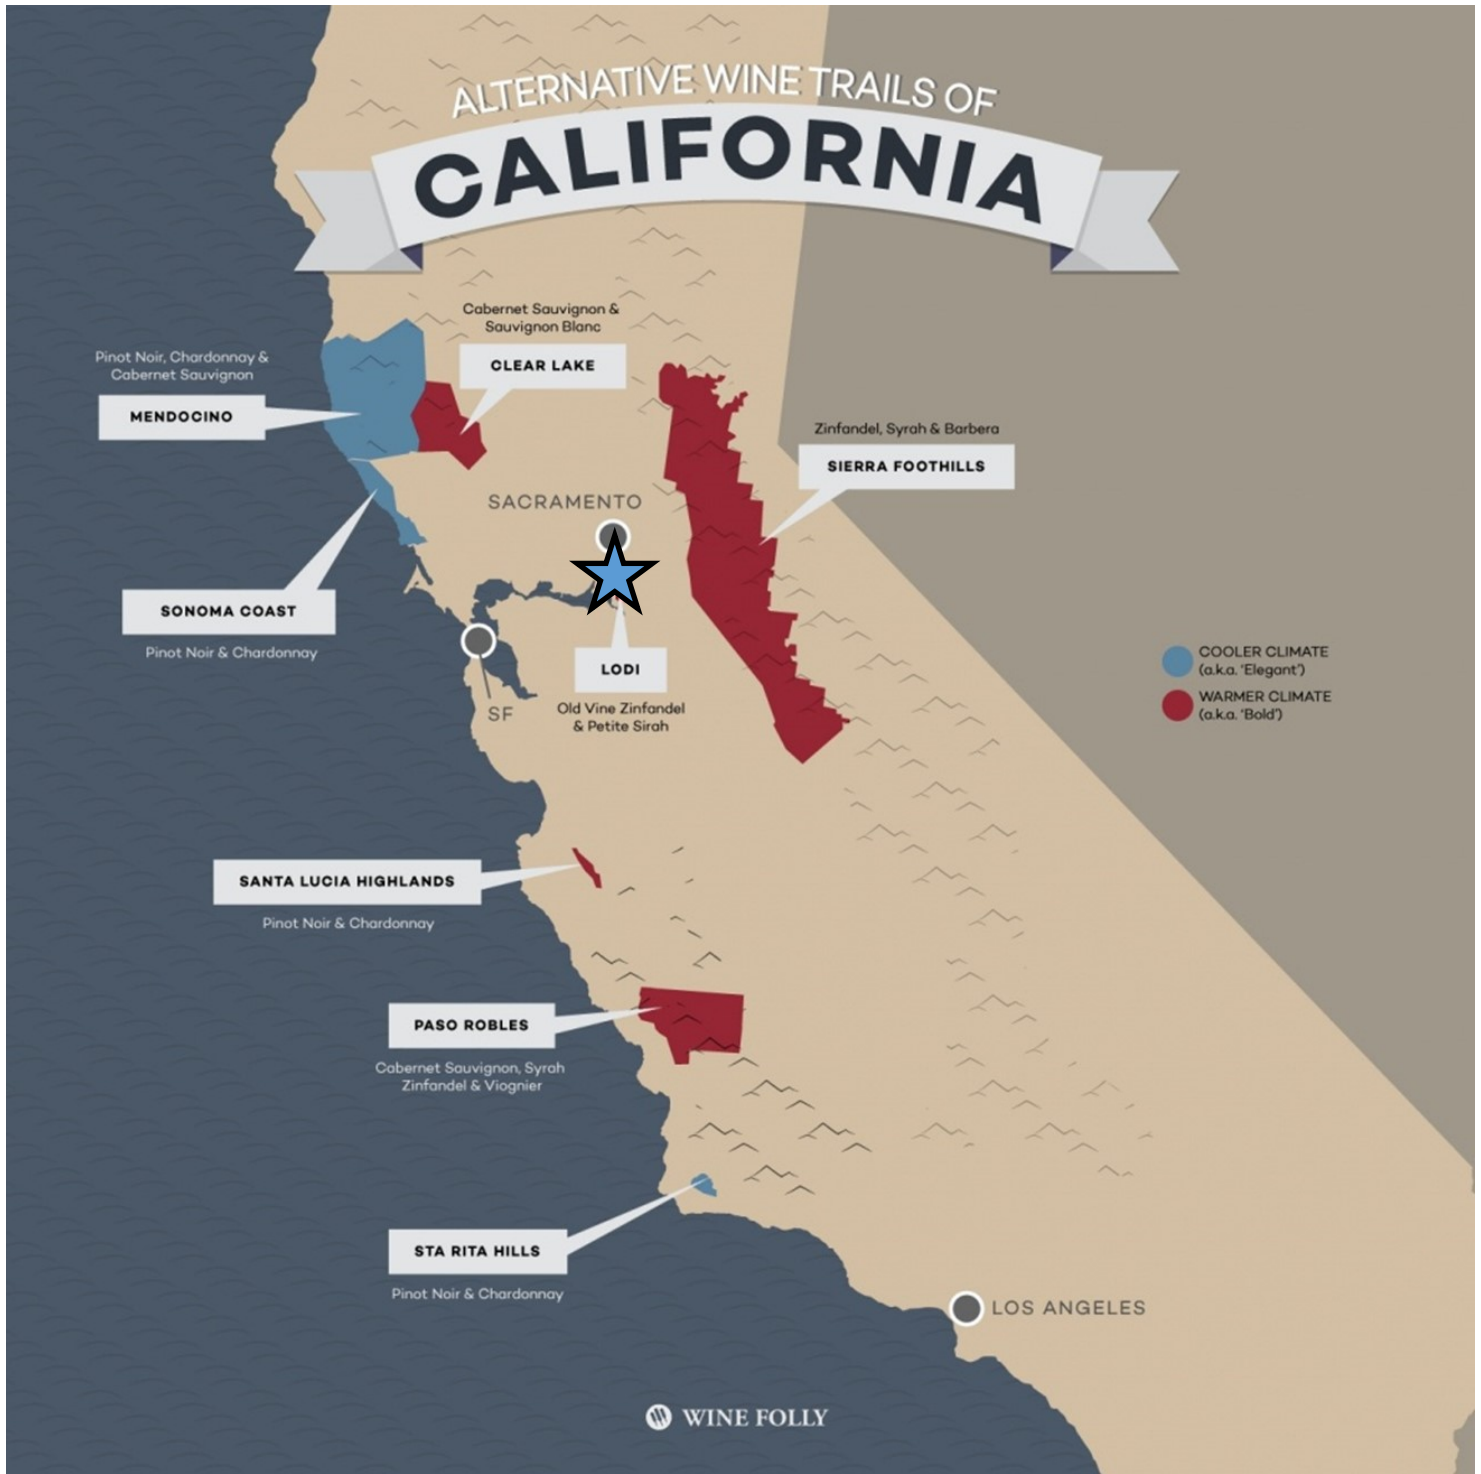 ALTERNATIVE WINE TRAILS OF
CALIFORNIA
Cabernet Sauvignon &
Sauvignon Blanc
CLEAR LAKE
Pinot Noir, Chardonnay &
Cabernet Sauvignon
MENDOCINO
Zinfandel, Syrah & Barbera
SIERRA FOOTHILLS
SACRAMENTO
SONOMA COAST
Pinot Noir & Chardonnay
LODI
Old Vine Zinfandel
& Petite Sirah
SF
COOLER CLIMATE
(a.k.a. 'Elegant')
WARMER CLIMATE
(a.k.a. 'Bold')
SANTA LUCIA HIGHLANDS
Pinot Noir & Chardonnay
PASO ROBLES
Cabernet Sauvignon, Syrah
Zinfandel & Viognier
STA RITA HILLS
Pinot Noir & Chardonnay
LOS ANGELES
WINE FOLLY